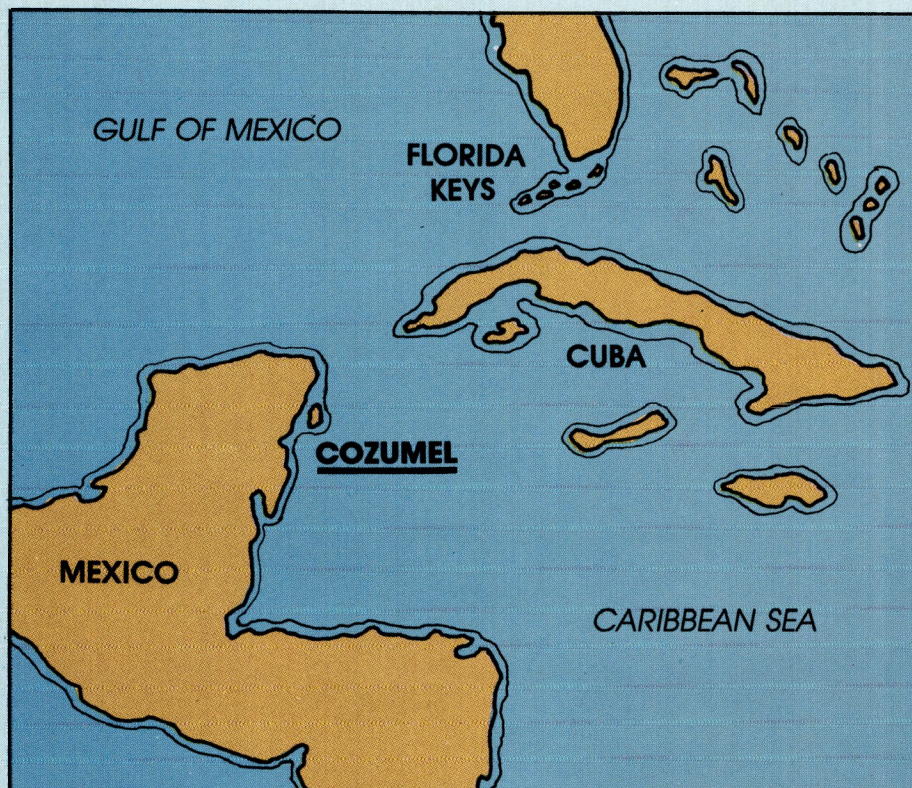 GULF OF MEXICO
FLORIDA
KEYS
CUBA
COZUMEL
MEXICO
CARIBBEAN SEA